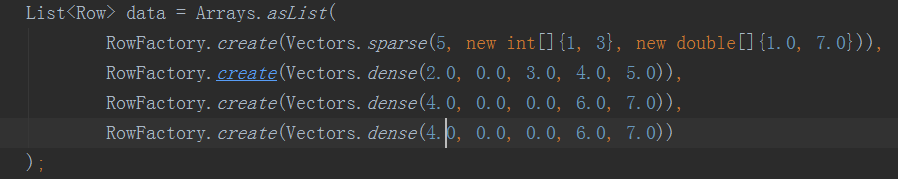 List<Row> data = Arrays.asList(
RowFactory.create(Vectors.sparse(5, new int[]{1, 3}, new double[]{1.0, 7.0})),
RowFactory.create(Vectors.dense(2.0, 0.0, 3.0, 4.0, 5.0)),
RowFactory.create(Vectors.dense(4.0, 0.0, 0.0, 6.0, 7.0)),
RowFactory.create(Vectors.dense(4.0, 0.0, 0.0, 6.0, 7.0))
);